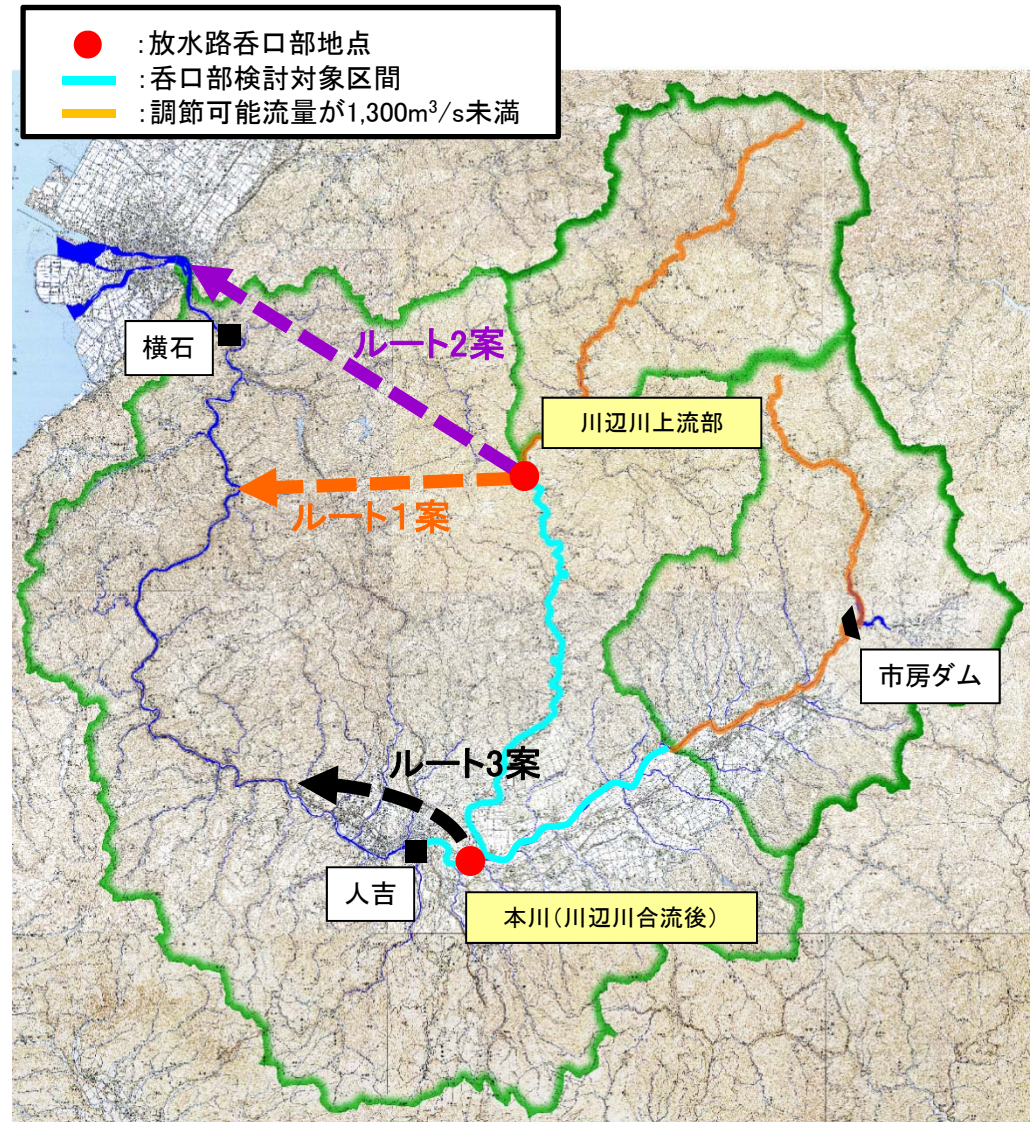 ：放水路呑口部地点
：呑口部検討対象区間
：調節可能流量が1,300m³/s未満
横石
ルート2案
川辺川上流部
ルート1案
市房ダム
ルート3案
人吉
本川（川辺川合流後）